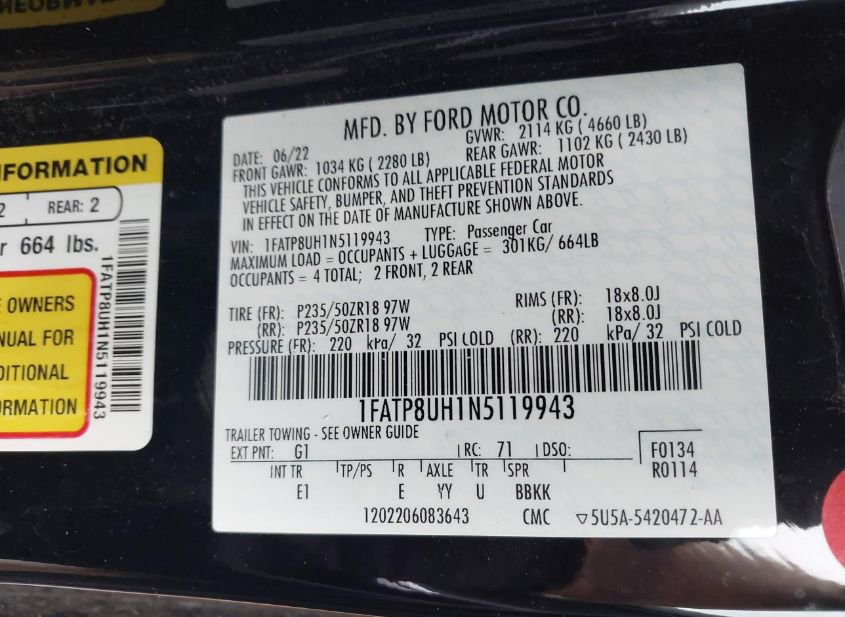 MFD. BY FORD MOTOR CO.
DATE: 06/22 GVWR: 2114 KG ( 4660 LB)
FRONT GAWR: 1034 KG ( 2280 LB) REAR GAWR: 1102 KG ( 2430 LB)
THIS VEHICLE CONFORMS TO ALL APPLICABLE FEDERAL MOTOR
VEHICLE SAFETY, BUMPER, AND THEFT PREVENTION STANDARDS
IN EFFECT ON THE DATE OF MANUFACTURE SHOWN ABOVE.
VIN: 1FATP8UH1N5119943 TYPE: Passenger Car
MAXIMUM LOAD = OCCUPANTS + LUGGAGE = 301KG/ 664LB
OCCUPANTS = 4 TOTAL; 2 FRONT, 2 REAR
TIRE (FR): P235/50ZR18 97W RIMS (FR): 18x8.0J
(RR): P235/50ZR18 97W (RR): 18x8.0J
PRESSURE (FR): 220 kPa/ 32 PSI COLD (RR): 220 kPa/ 32 PSI COLD
1FATP8UH1N5119943
TRAILER TOWING - SEE OWNER GUIDE
EXT PNT: G1 RC: 71 DSO: F0134
INT TR TP/PS R AXLE TR SPR R0114
E1 E YY U BBKK
1202206083643 CMC ▽5U5A-5420472-AA
NFORMATION
2 REAR: 2
r 664 lbs.
E OWNERS
NUAL FOR
DITIONAL
ORMATION
1FATP8UH1N5119943